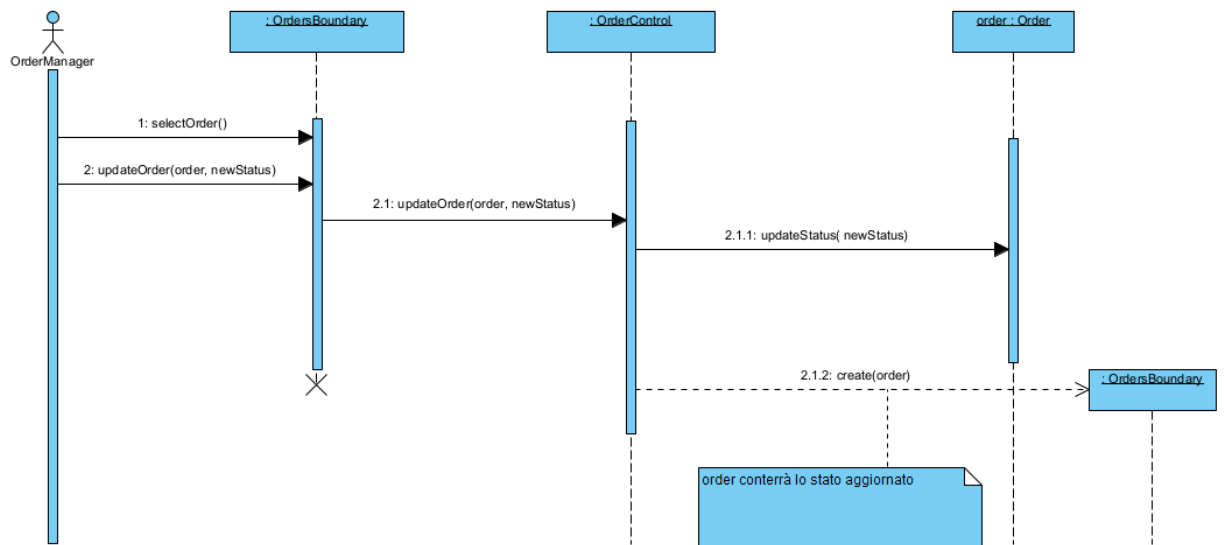 : OrdersBoundary
: OrderControl
order : Order
OrderManager
1: selectOrder()
2: updateOrder(order, newStatus)
2.1: updateOrder(order, newStatus)
2.1.1: updateStatus( newStatus)
2.1.2: create(order)
: OrdersBoundary
order conterrà lo stato aggiornato